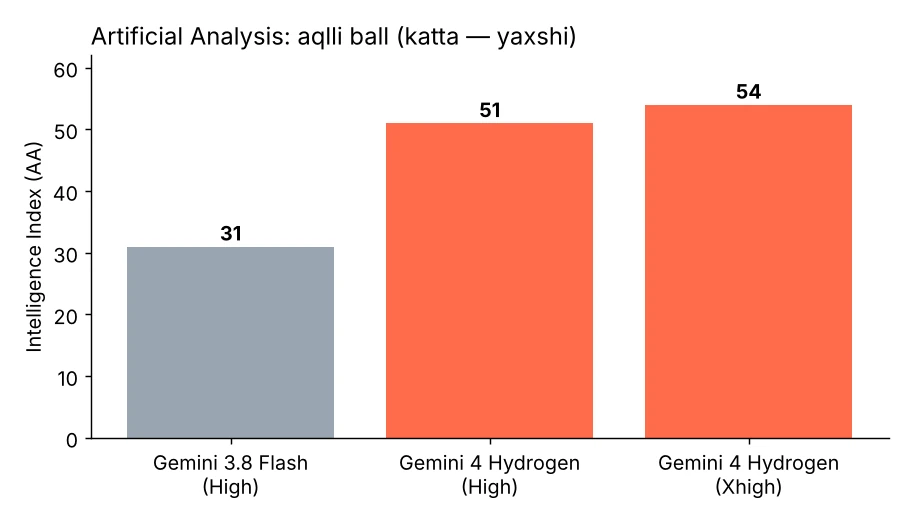 Artificial Analysis: aqlli ball (katta — yaxshi)
Intelligence Index (AA)
60
50
40
30
20
10
0
31
51
54
Gemini 3.8 Flash
(High)
Gemini 4 Hydrogen
(High)
Gemini 4 Hydrogen
(Xhigh)